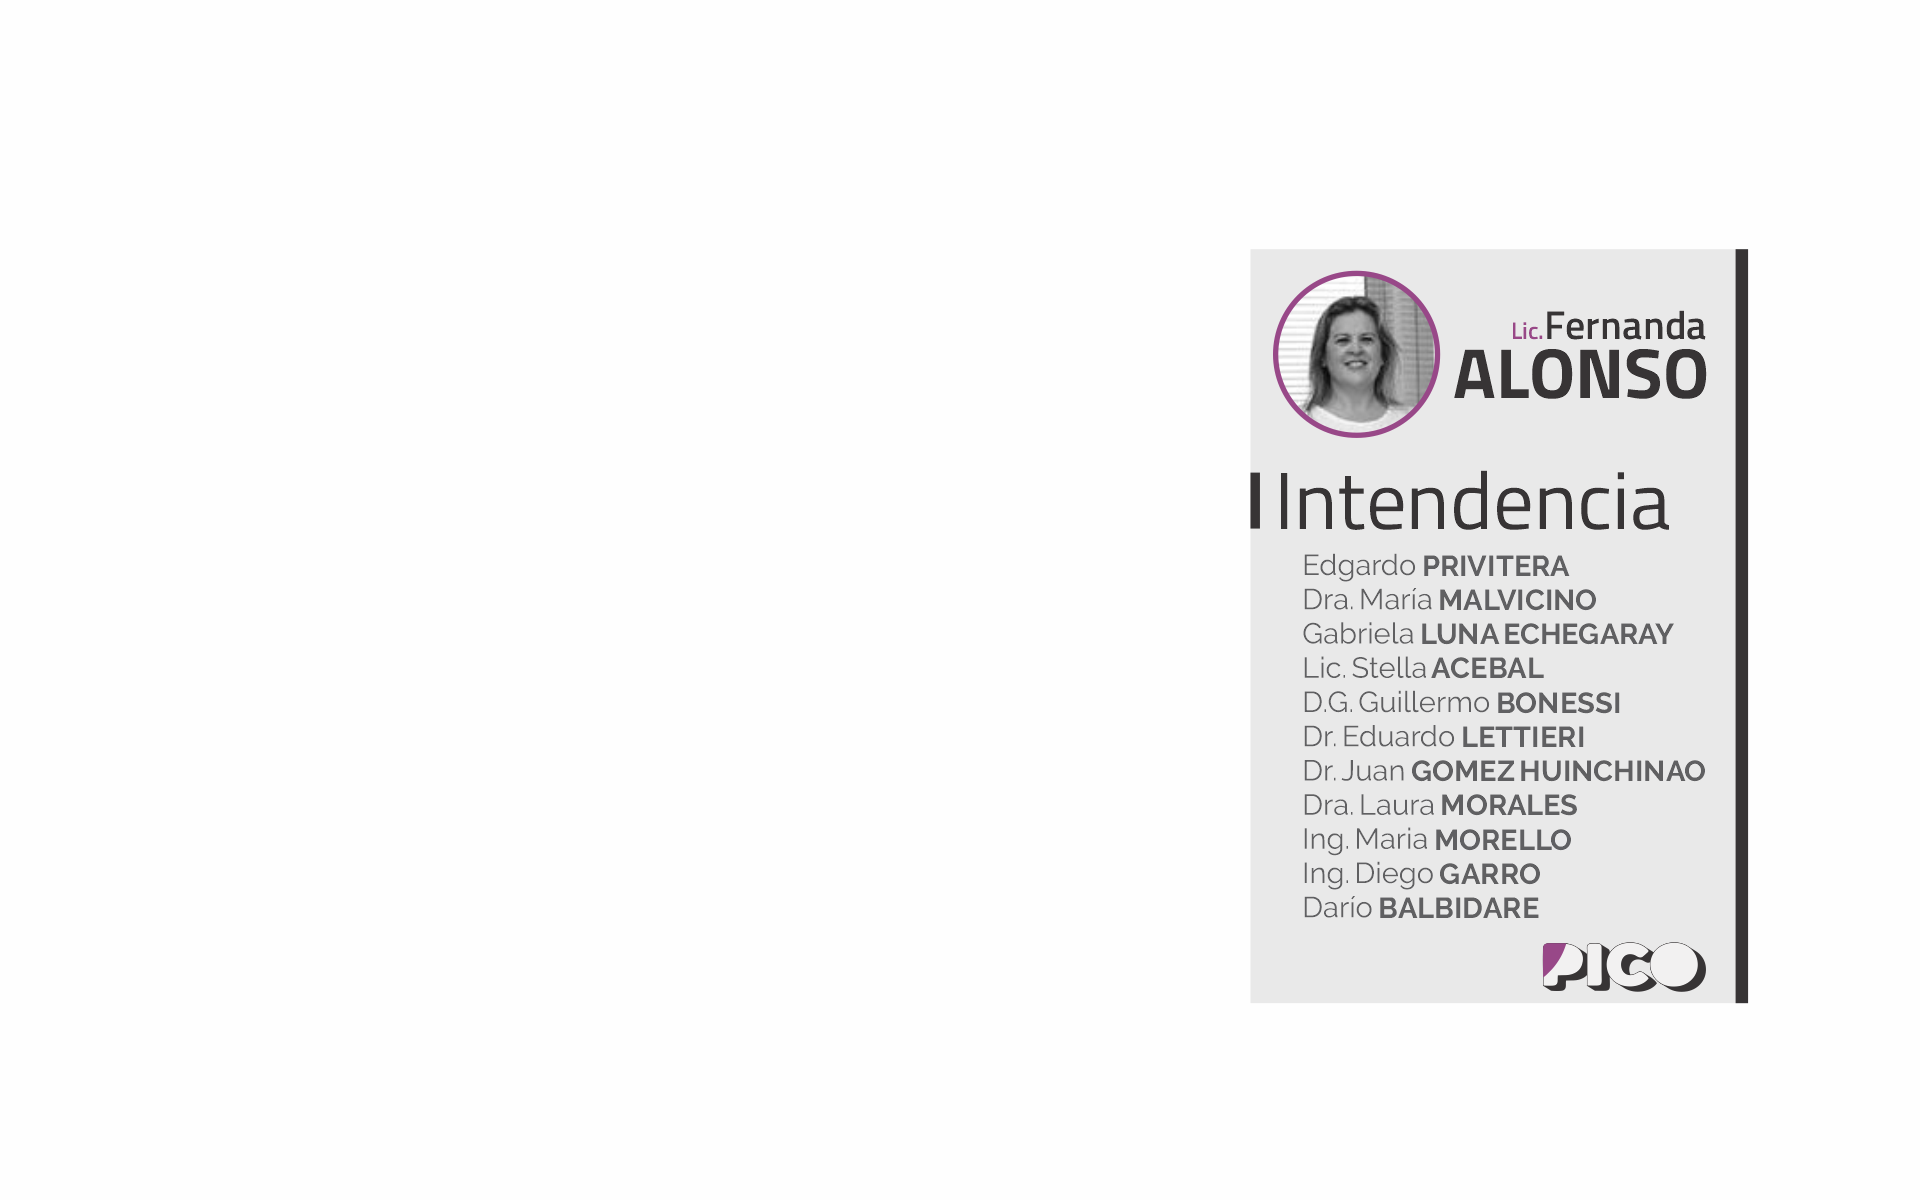 Lic. Fernanda
ALONSO
Intendencia
Edgardo PRIVITERA
Dra. María MALVICINO
Gabriela LUNA ECHEGARAY
Lic. Stella ACEBAL
D.G. Guillermo BONESSI
Dr. Eduardo LETTIERI
Dr. Juan GOMEZ HUINCHINAO
Dra. Laura MORALES
Ing. Maria MORELLO
Ing. Diego GARRO
Darío BALBIDARE
PICO